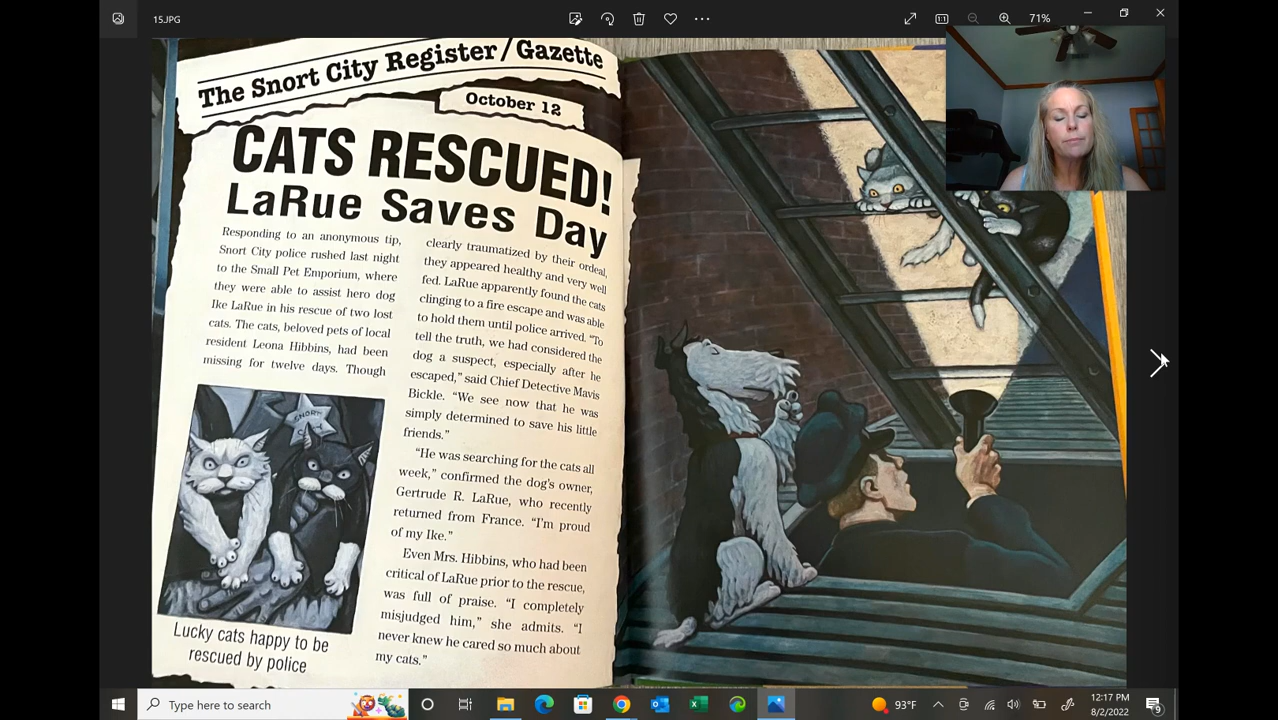 15.JPG
71%
The Snort City Register/Gazette
October 12
CATS RESCUED!
LaRue Saves Day
Responding to an anonymous tip,
Snort City police rushed last night
to the Small Pet Emporium, where
they were able to assist hero dog
Ike LaRue in his rescue of two lost
cats. The cats, beloved pets of local
resident Leona Hibbins, had been
missing for twelve days. Though
SNORT
Lucky cats happy to be
rescued by police
clearly traumatized by their ordeal,
they appeared healthy and very well
fed. LaRue apparently found the cats
clinging to a fire escape and was able
to hold them until police arrived. “To
tell the truth, we had considered the
dog a suspect, especially after he
escaped,” said Chief Detective Mavis
Bickle. “We see now that he was
simply determined to save his little
friends.”
“He was searching for the cats all
week,” confirmed the dog’s owner,
Gertrude R. LaRue, who recently
returned from France. “I’m proud
of my Ike.”
Even Mrs. Hibbins, who had been
critical of LaRue prior to the rescue,
was full of praise. “I completely
misjudged him,” she admits. “I
never knew he cared so much about
my cats.”
Type here to search
93°F
12:17 PM
8/2/2022